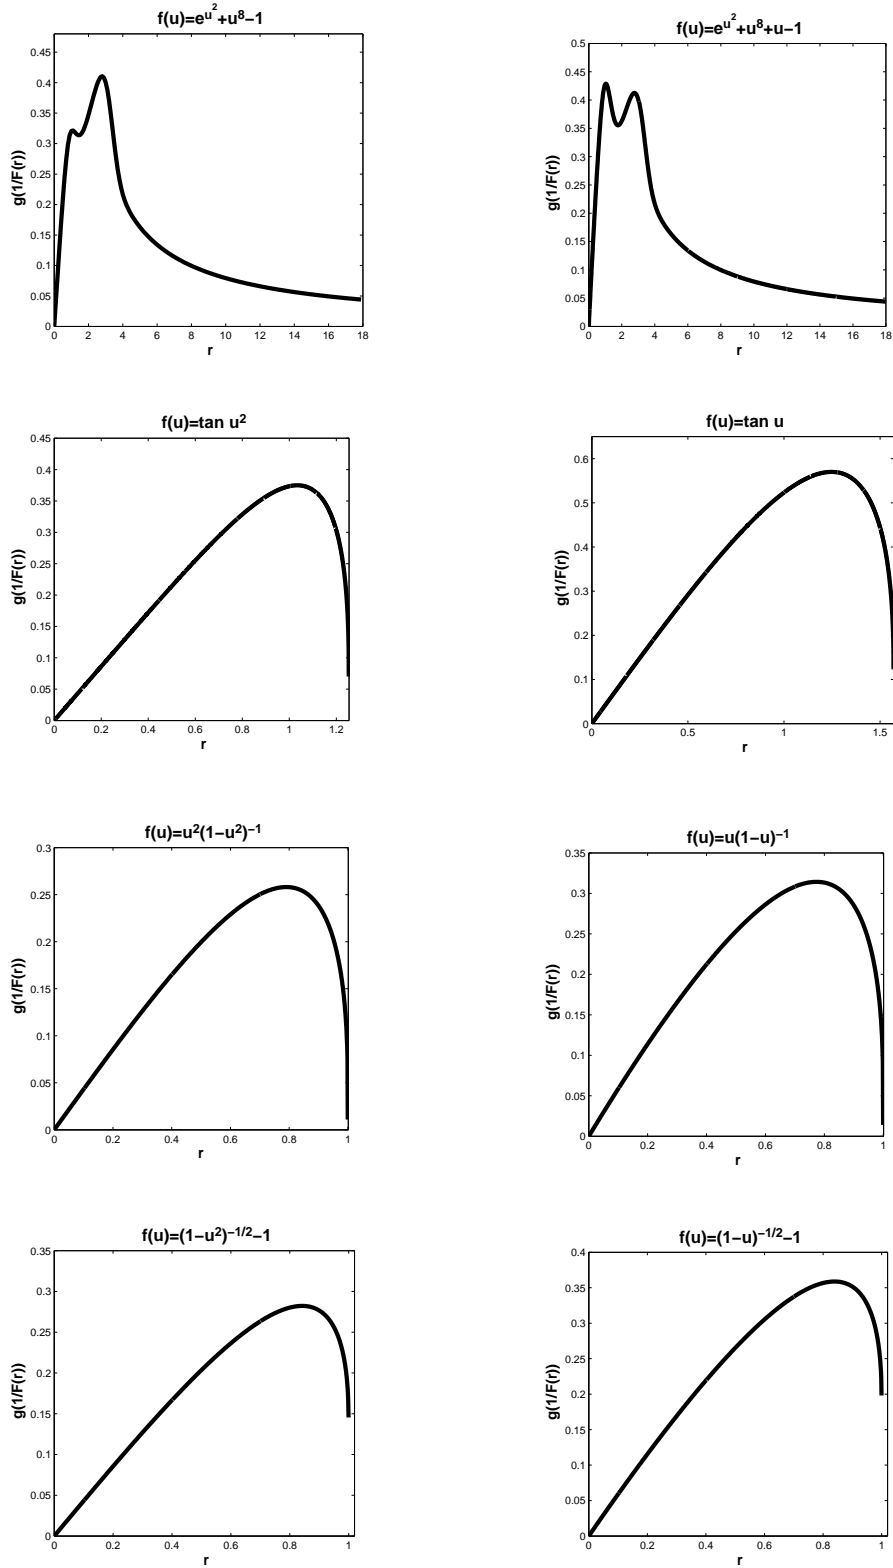 f(u)=e^{u^2}+u^8−1
0.45
0.4
0.35
0.3
0.25
0.2
0.15
0.1
0.05
0
g(1/F(r))
0 2 4 6 8 10 12 14 16 18
r
f(u)=e^{u^2}+u^8+u−1
0.5
0.45
0.4
0.35
0.3
0.25
0.2
0.15
0.1
0.05
0
g(1/F(r))
0 2 4 6 8 10 12 14 16 18
r
f(u)=tan u^2
0.45
0.4
0.35
0.3
0.25
0.2
0.15
0.1
0.05
0
g(1/F(r))
0 0.2 0.4 0.6 0.8 1 1.2
r
f(u)=tan u
0.6
0.5
0.4
0.3
0.2
0.1
0
g(1/F(r))
0 0.5 1 1.5
r
f(u)=u^2(1−u^2)^{−1}
0.3
0.25
0.2
0.15
0.1
0.05
0
g(1/F(r))
0 0.2 0.4 0.6 0.8 1
r
f(u)=u(1−u)^{−1}
0.35
0.3
0.25
0.2
0.15
0.1
0.05
0
g(1/F(r))
0 0.2 0.4 0.6 0.8 1
r
f(u)=(1−u^2)^{−1/2}−1
0.35
0.3
0.25
0.2
0.15
0.1
0.05
0
g(1/F(r))
0 0.2 0.4 0.6 0.8 1
r
f(u)=(1−u)^{−1/2}−1
0.4
0.35
0.3
0.25
0.2
0.15
0.1
0.05
0
g(1/F(r))
0 0.2 0.4 0.6 0.8 1
r